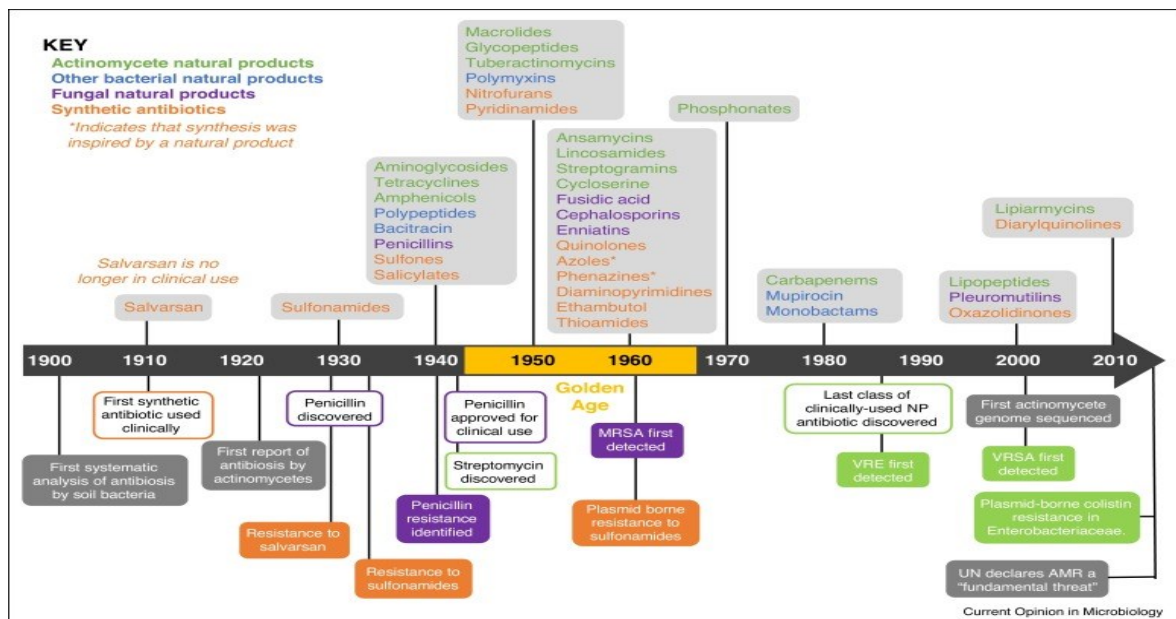 KEY
Actinomycete natural products
Other bacterial natural products
Fungal natural products
Synthetic antibiotics
*Indicates that synthesis was
inspired by a natural product
Salvarsan is no
longer in clinical use
Salvarsan
Sulfonamides
Aminoglycosides
Tetracyclines
Amphenicols
Polypeptides
Bacitracin
Penicillins
Sulfones
Salicylates
Macrolides
Glycopeptides
Tuberactinomycins
Polymyxins
Nitrofurans
Pyridinamides
Ansamycins
Lincosamides
Streptogramins
Cycloserine
Fusidic acid
Cephalosporins
Enniatins
Quinolones
Azoles*
Phenazines*
Diaminopyrimidines
Ethambutol
Thioamides
Phosphonates
Carbapenems
Mupirocin
Monobactams
Lipopeptides
Pleuromutilins
Oxazolidinones
Lipiarmycins
Diarylquinolines
1900 1910 1920 1930 1940 1950 1960 1970 1980 1990 2000 2010
Golden
Age
First systematic
analysis of antibiosis
by soil bacteria
First synthetic
antibiotic used
clinically
First report of
antibiosis by
actinomycetes
Penicillin
discovered
Resistance to
salvarsan
Resistance to
sulfonamides
Penicillin
resistance
identified
Penicillin
approved for
clinical use
Streptomycin
discovered
MRSA first
detected
Plasmid borne
resistance to
sulfonamides
Last class of
clinically-used NP
antibiotic discovered
VRE first
detected
First actinomycete
genome sequenced
VRSA first
detected
Plasmid-borne colistin
resistance in
Enterobacteriaceae.
UN declares AMR a
“fundamental threat”
Current Opinion in Microbiology